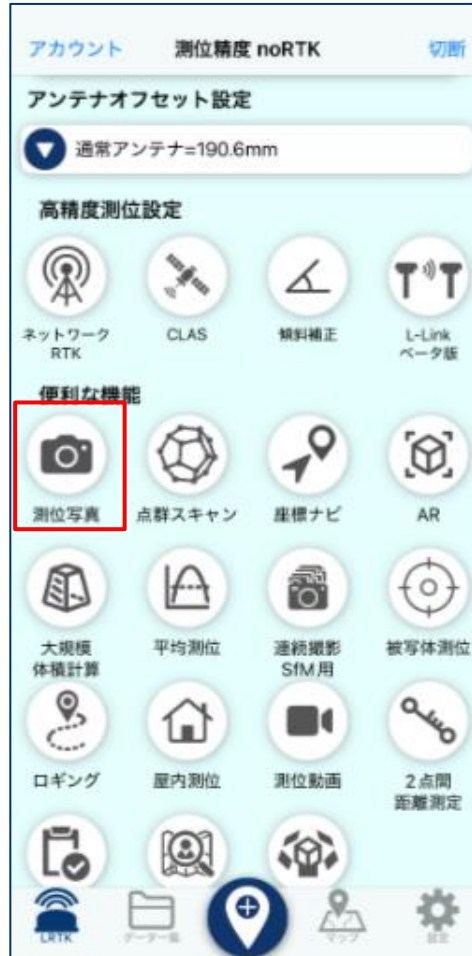 アカウント 測位精度 noRTK 切断
アンテナオフセット設定
通常アンテナ=190.6mm
高精度測位設定
ネットワーク
RTK
CLAS
傾斜補正
L-Link
ベータ版
便利な機能
測位写真
点群スキャン
座標ナビ
AR
大規模
体積計算
平均測位
連続撮影
SfM用
被写体測位
ロギング
屋内測位
測位動画
2点間
距離測定
LRTK
データ一覧
マップ
設定